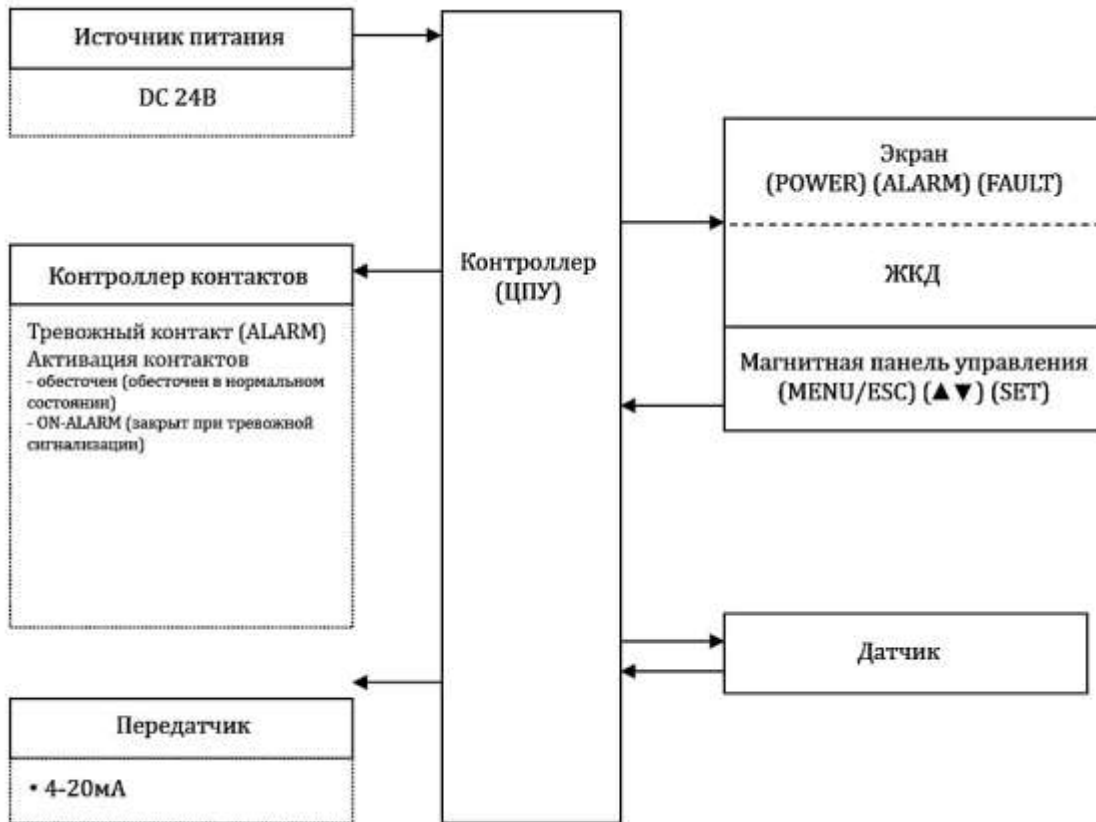 Источник питания
DC 24В
Контроллер контактов
Тревожный контакт (ALARM)
Активация контактов
- обесточен (обесточен в нормальном
состоянии)
- ON-ALARM (закрыт при тревожной
сигнализации)
Передатчик
• 4-20мА
Контроллер
(ЦПУ)
Экран
(POWER) (ALARM) (FAULT)
ЖКД
Магнитная панель управления
(MENU/ESC) (▲▼) (SET)
Датчик